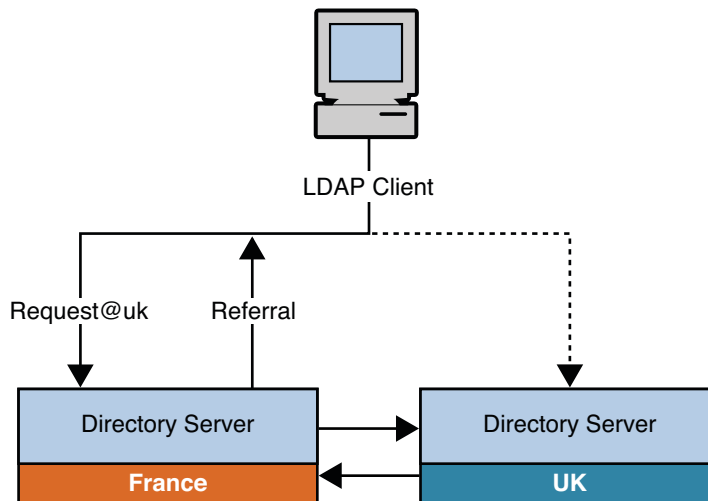 LDAP Client
Request@uk
Referral
Directory Server
Directory Server
France
UK